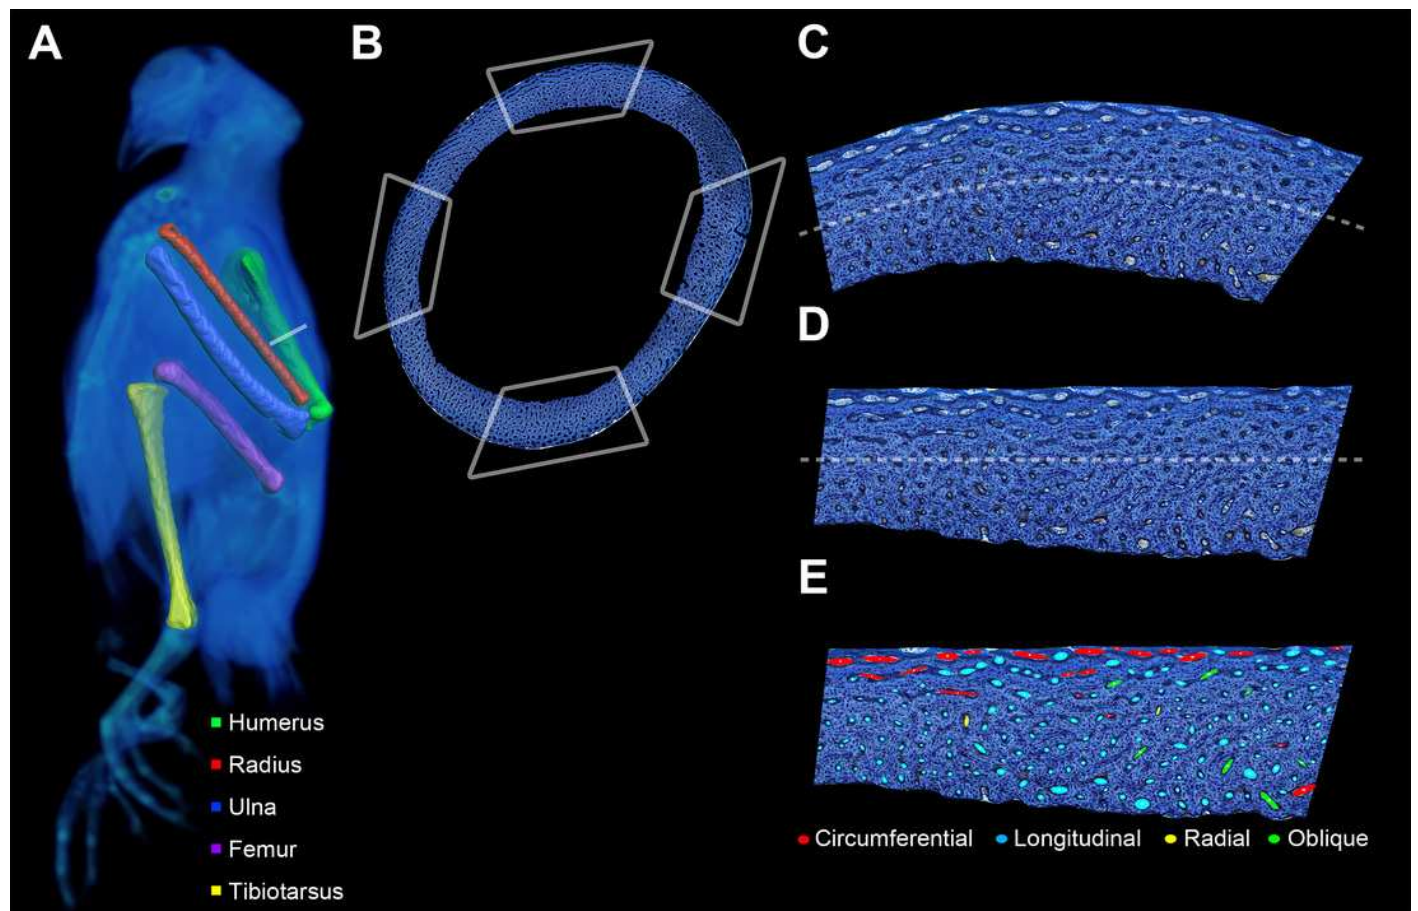 A
B
C
D
E
Humerus
Radius
Ulna
Femur
Tibiotarsus
Circumferential
Longitudinal
Radial
Oblique